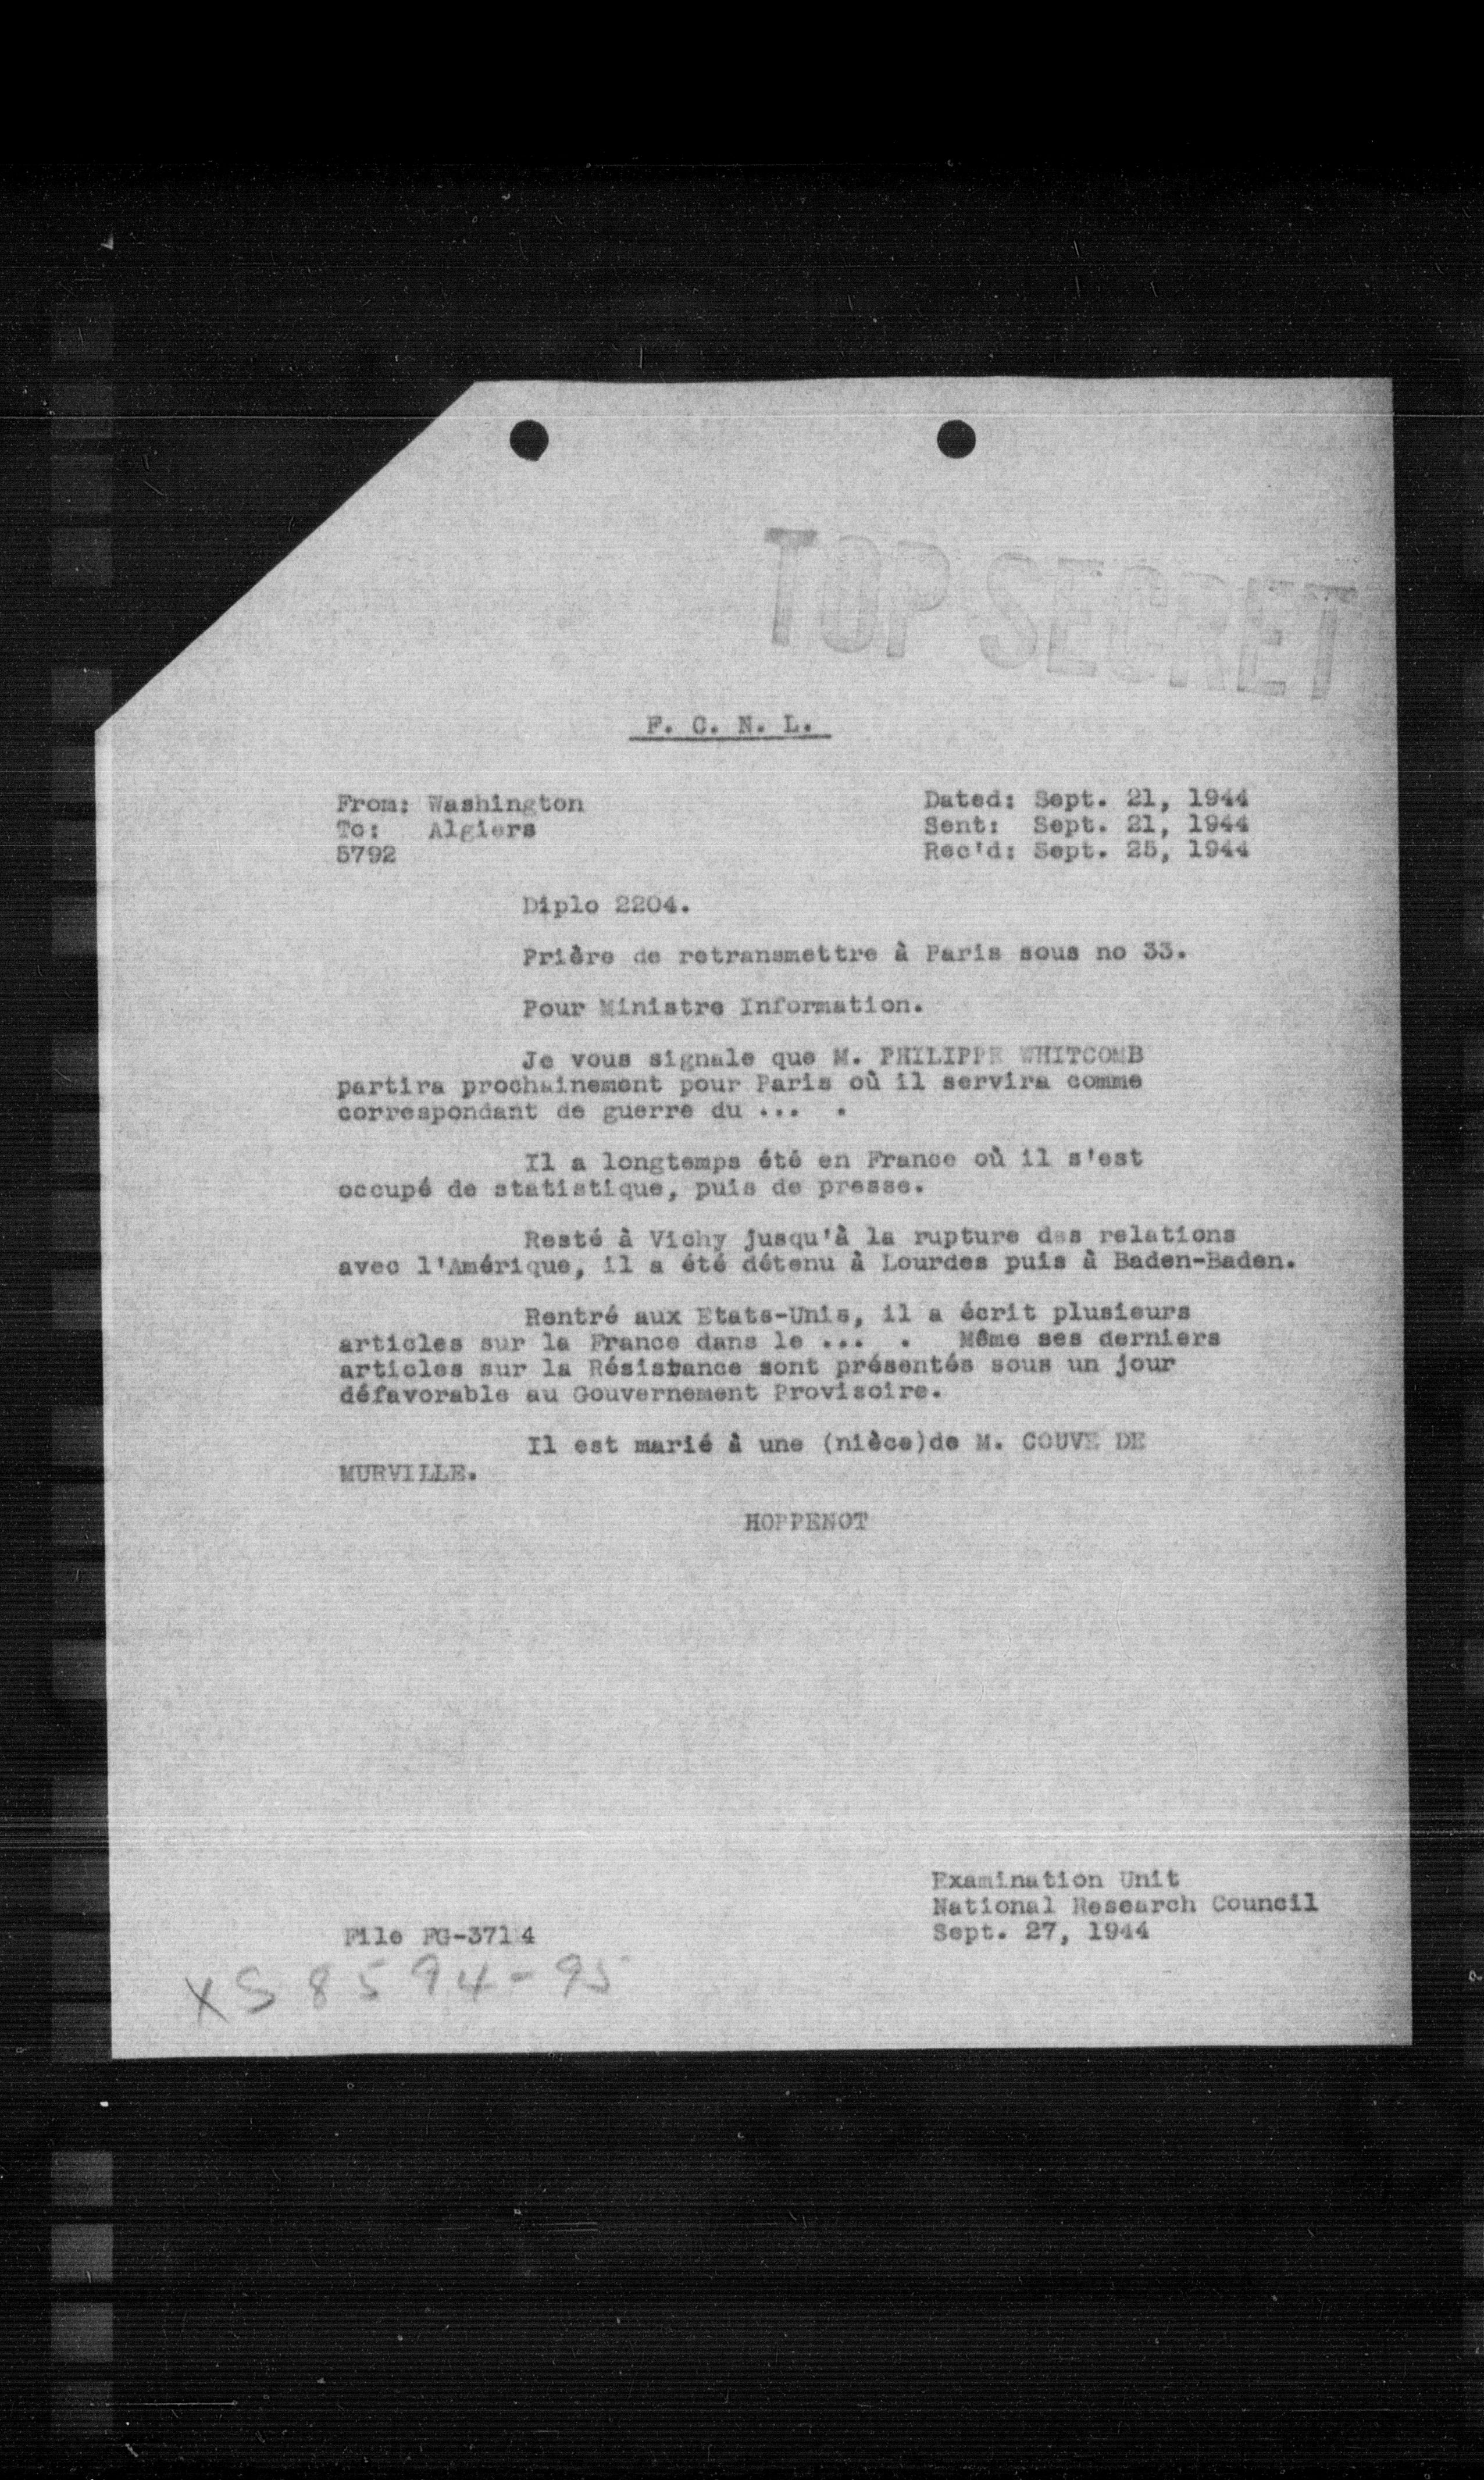 TOP SECRET
F. C. N. L.
From: Washington
To: Algiers
5792
Dated: Sept. 21, 1944
Sent: Sept. 21, 1944
Rec'd: Sept. 25, 1944
Diplo 2204.
Prière de retransmettre à Paris sous no 33.
Pour Ministre Information.
Je vous signale que M. PHILIPPE WHITCOMB
partira prochainement pour Paris où il servira comme
correspondant de guerre du ... .
Il a longtemps été en France où il s'est
occupé de statistique, puis de presse.
Resté à Vichy jusqu'à la rupture des relations
avec l'Amérique, il a été détenu à Lourdes puis à Baden-Baden.
Rentré aux Etats-Unis, il a écrit plusieurs
articles sur la France dans le ... . Même ses derniers
articles sur la Résistance sont présentés sous un jour
défavorable au Gouvernement Provisoire.
Il est marié à une (nièce)de M. COUVE DE
MURVILLE.
HOPPENOT
Examination Unit
National Research Council
Sept. 27, 1944
File FG-3714
XS 8594-95